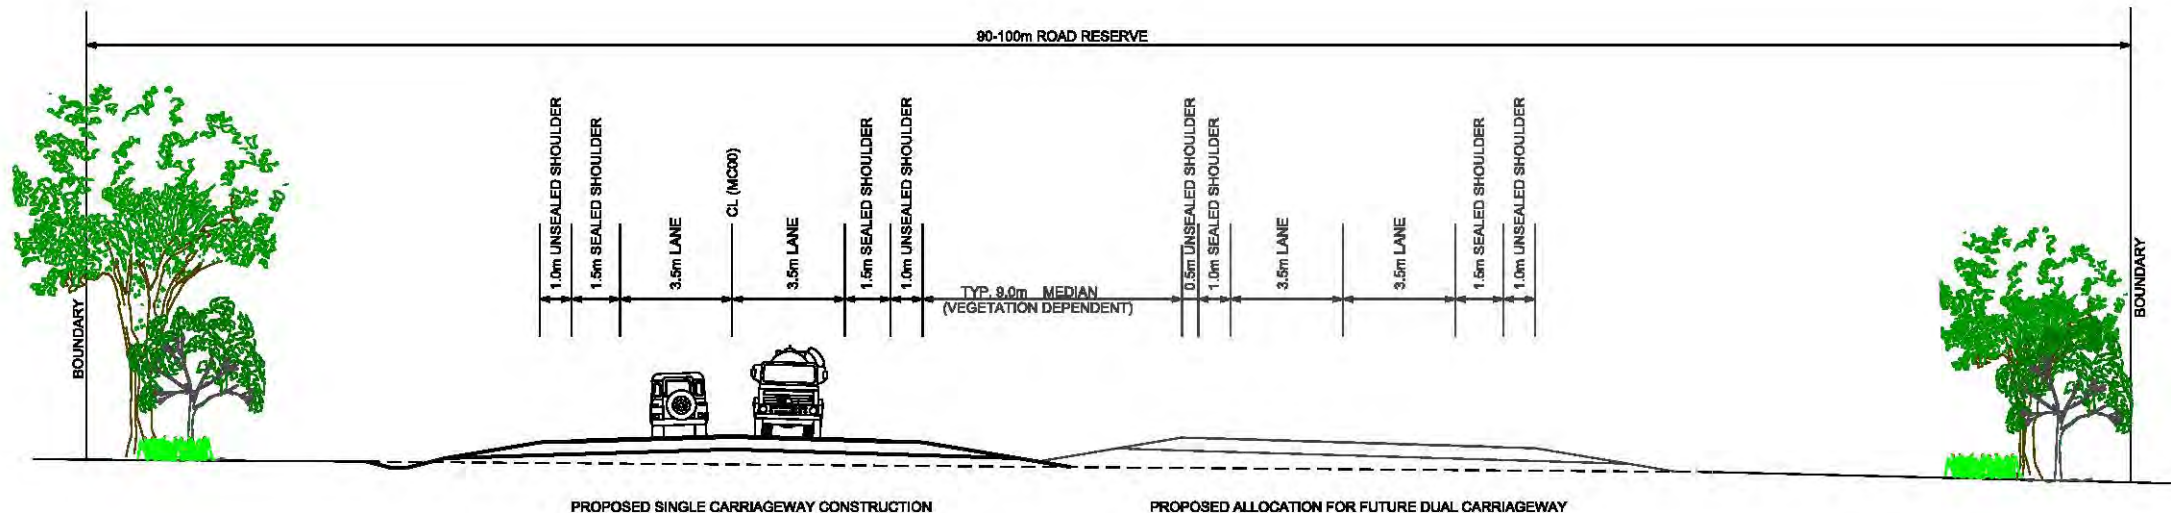 90-100m ROAD RESERVE
BOUNDARY
1.0m UNSEALED SHOULDER
1.5m SEALED SHOULDER
3.5m LANE
CL (MC00)
3.5m LANE
1.5m SEALED SHOULDER
1.0m UNSEALED SHOULDER
TYP. 9.0m MEDIAN
(VEGETATION DEPENDENT)
0.5m UNSEALED SHOULDER
1.0m SEALED SHOULDER
3.5m LANE
3.5m LANE
1.5m SEALED SHOULDER
1.0m UNSEALED SHOULDER
BOUNDARY
PROPOSED SINGLE CARRIAGEWAY CONSTRUCTION
PROPOSED ALLOCATION FOR FUTURE DUAL CARRIAGEWAY